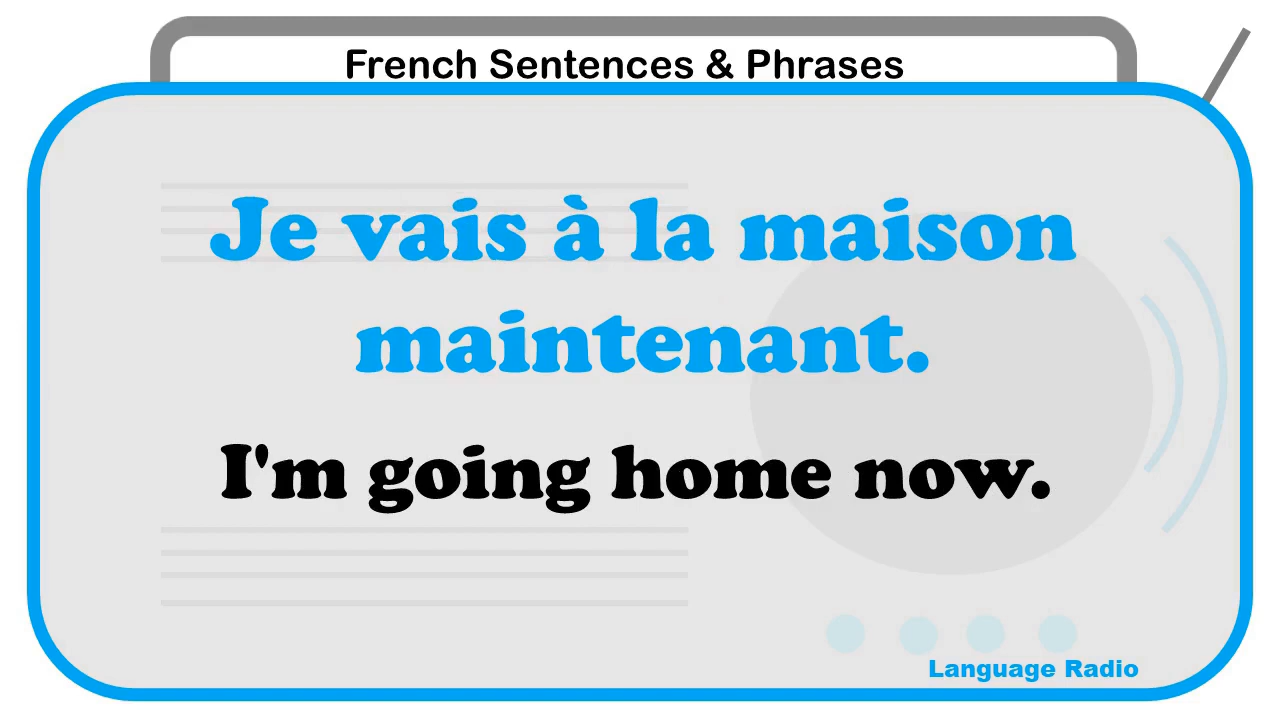 French Sentences & Phrases
Je vais à la maison
maintenant.
I'm going home now.
Language Radio